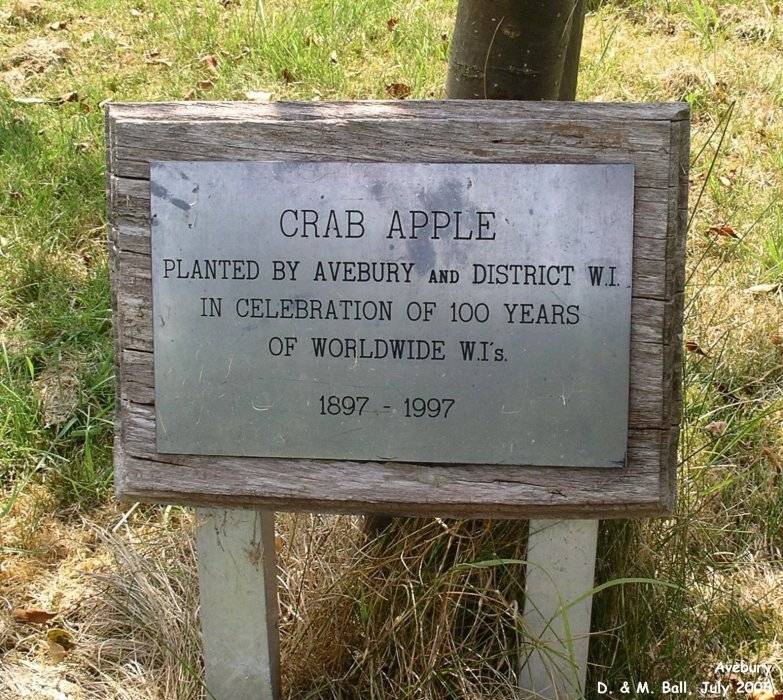 CRAB APPLE
PLANTED BY AVEBURY AND DISTRICT W.I.
IN CELEBRATION OF 100 YEARS
OF WORLDWIDE W.I's.
1897 - 1997
Avebury
D. & M. Ball, July